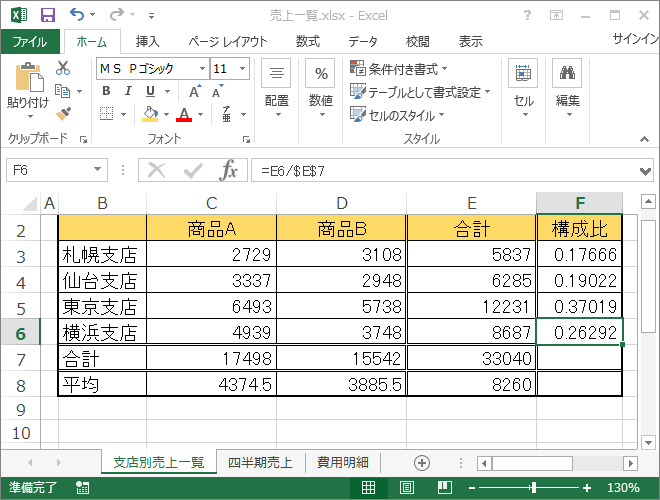 売上一覧.xlsx - Excel
ファイル ホーム 挿入 ページ レイアウト 数式 データ 校閲 表示 サインイン
貼り付け
ＭＳ Ｐゴシック 11
B I U A A
A 亜
クリップボード フォント
配置
%
数値
条件付き書式
テーブルとして書式設定
セルのスタイル
スタイル
セル
編集
F6 fx =E6/$E$7
A B C D E F
2 商品A 商品B 合計 構成比
3 札幌支店 2729 3108 5837 0.17666
4 仙台支店 3337 2948 6285 0.19022
5 東京支店 6493 5738 12231 0.37019
6 横浜支店 4939 3748 8687 0.26292
7 合計 17498 15542 33040
8 平均 4374.5 3885.5 8260
9
10
支店別売上一覧 四半期売上 費用明細
準備完了 130%